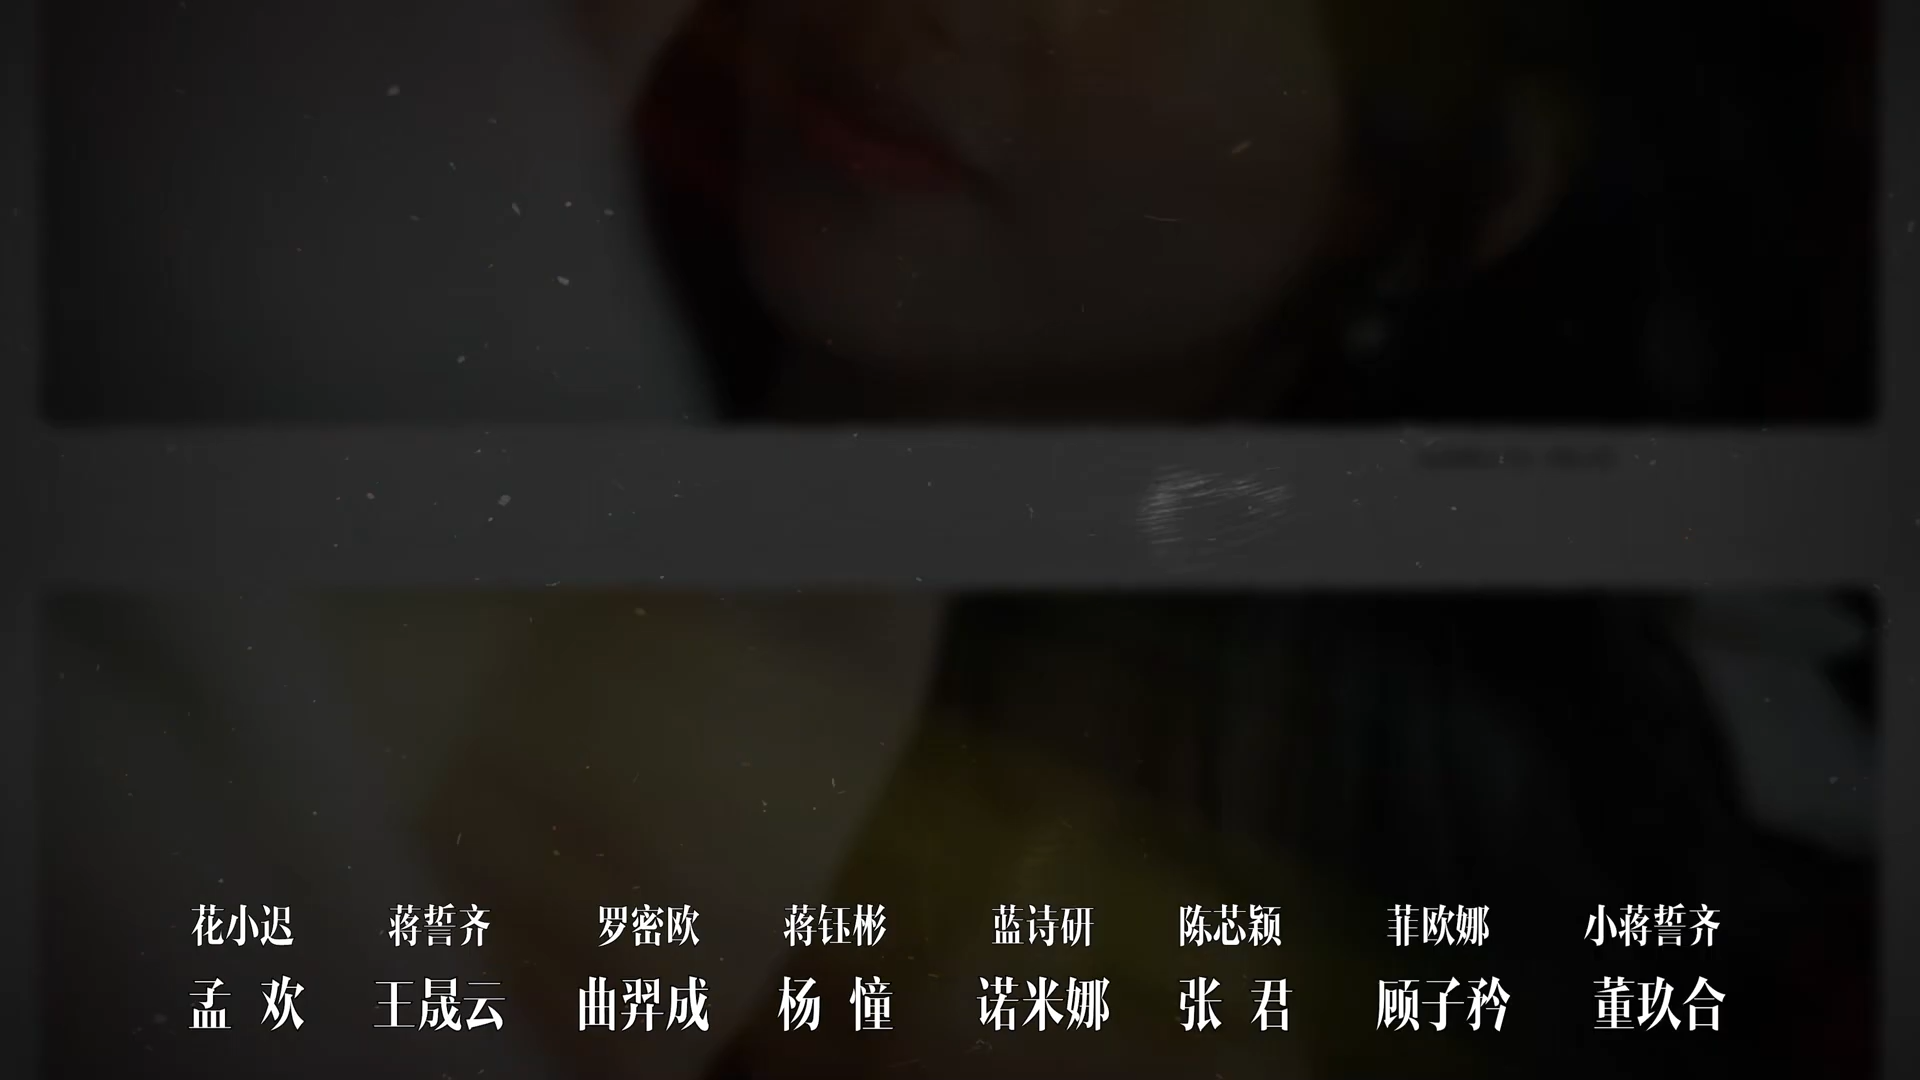 花小迟 蒋誓齐 罗密欧 蒋钰彬 蓝诗研 陈芯颖 菲欧娜 小蒋誓齐
孟 欢 王晟云 曲羿成 杨 憧 诺米娜 张 君 顾子矜 董玖合